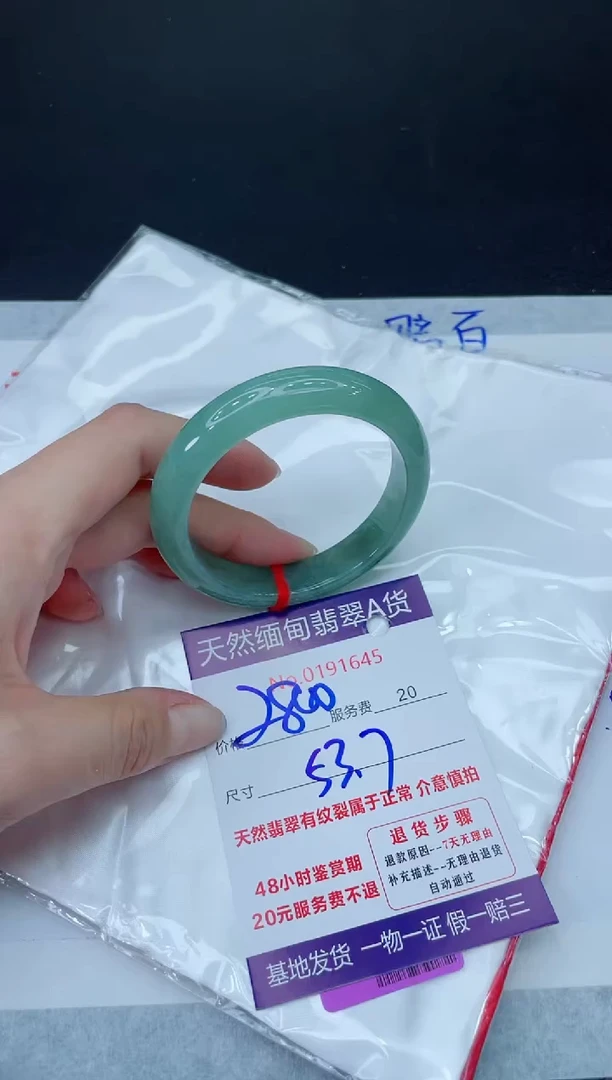 赔百
天然缅甸翡翠A货
No.0191645
价格 2800 服务费 20
尺寸 53.7
天然翡翠有纹裂属于正常 介意慎拍
48小时鉴赏期
20元服务费不退
退货步骤
退款原因--7天无理由
补充描述--无理由退货
自动通过
基地发货 一物一证 假一赔三